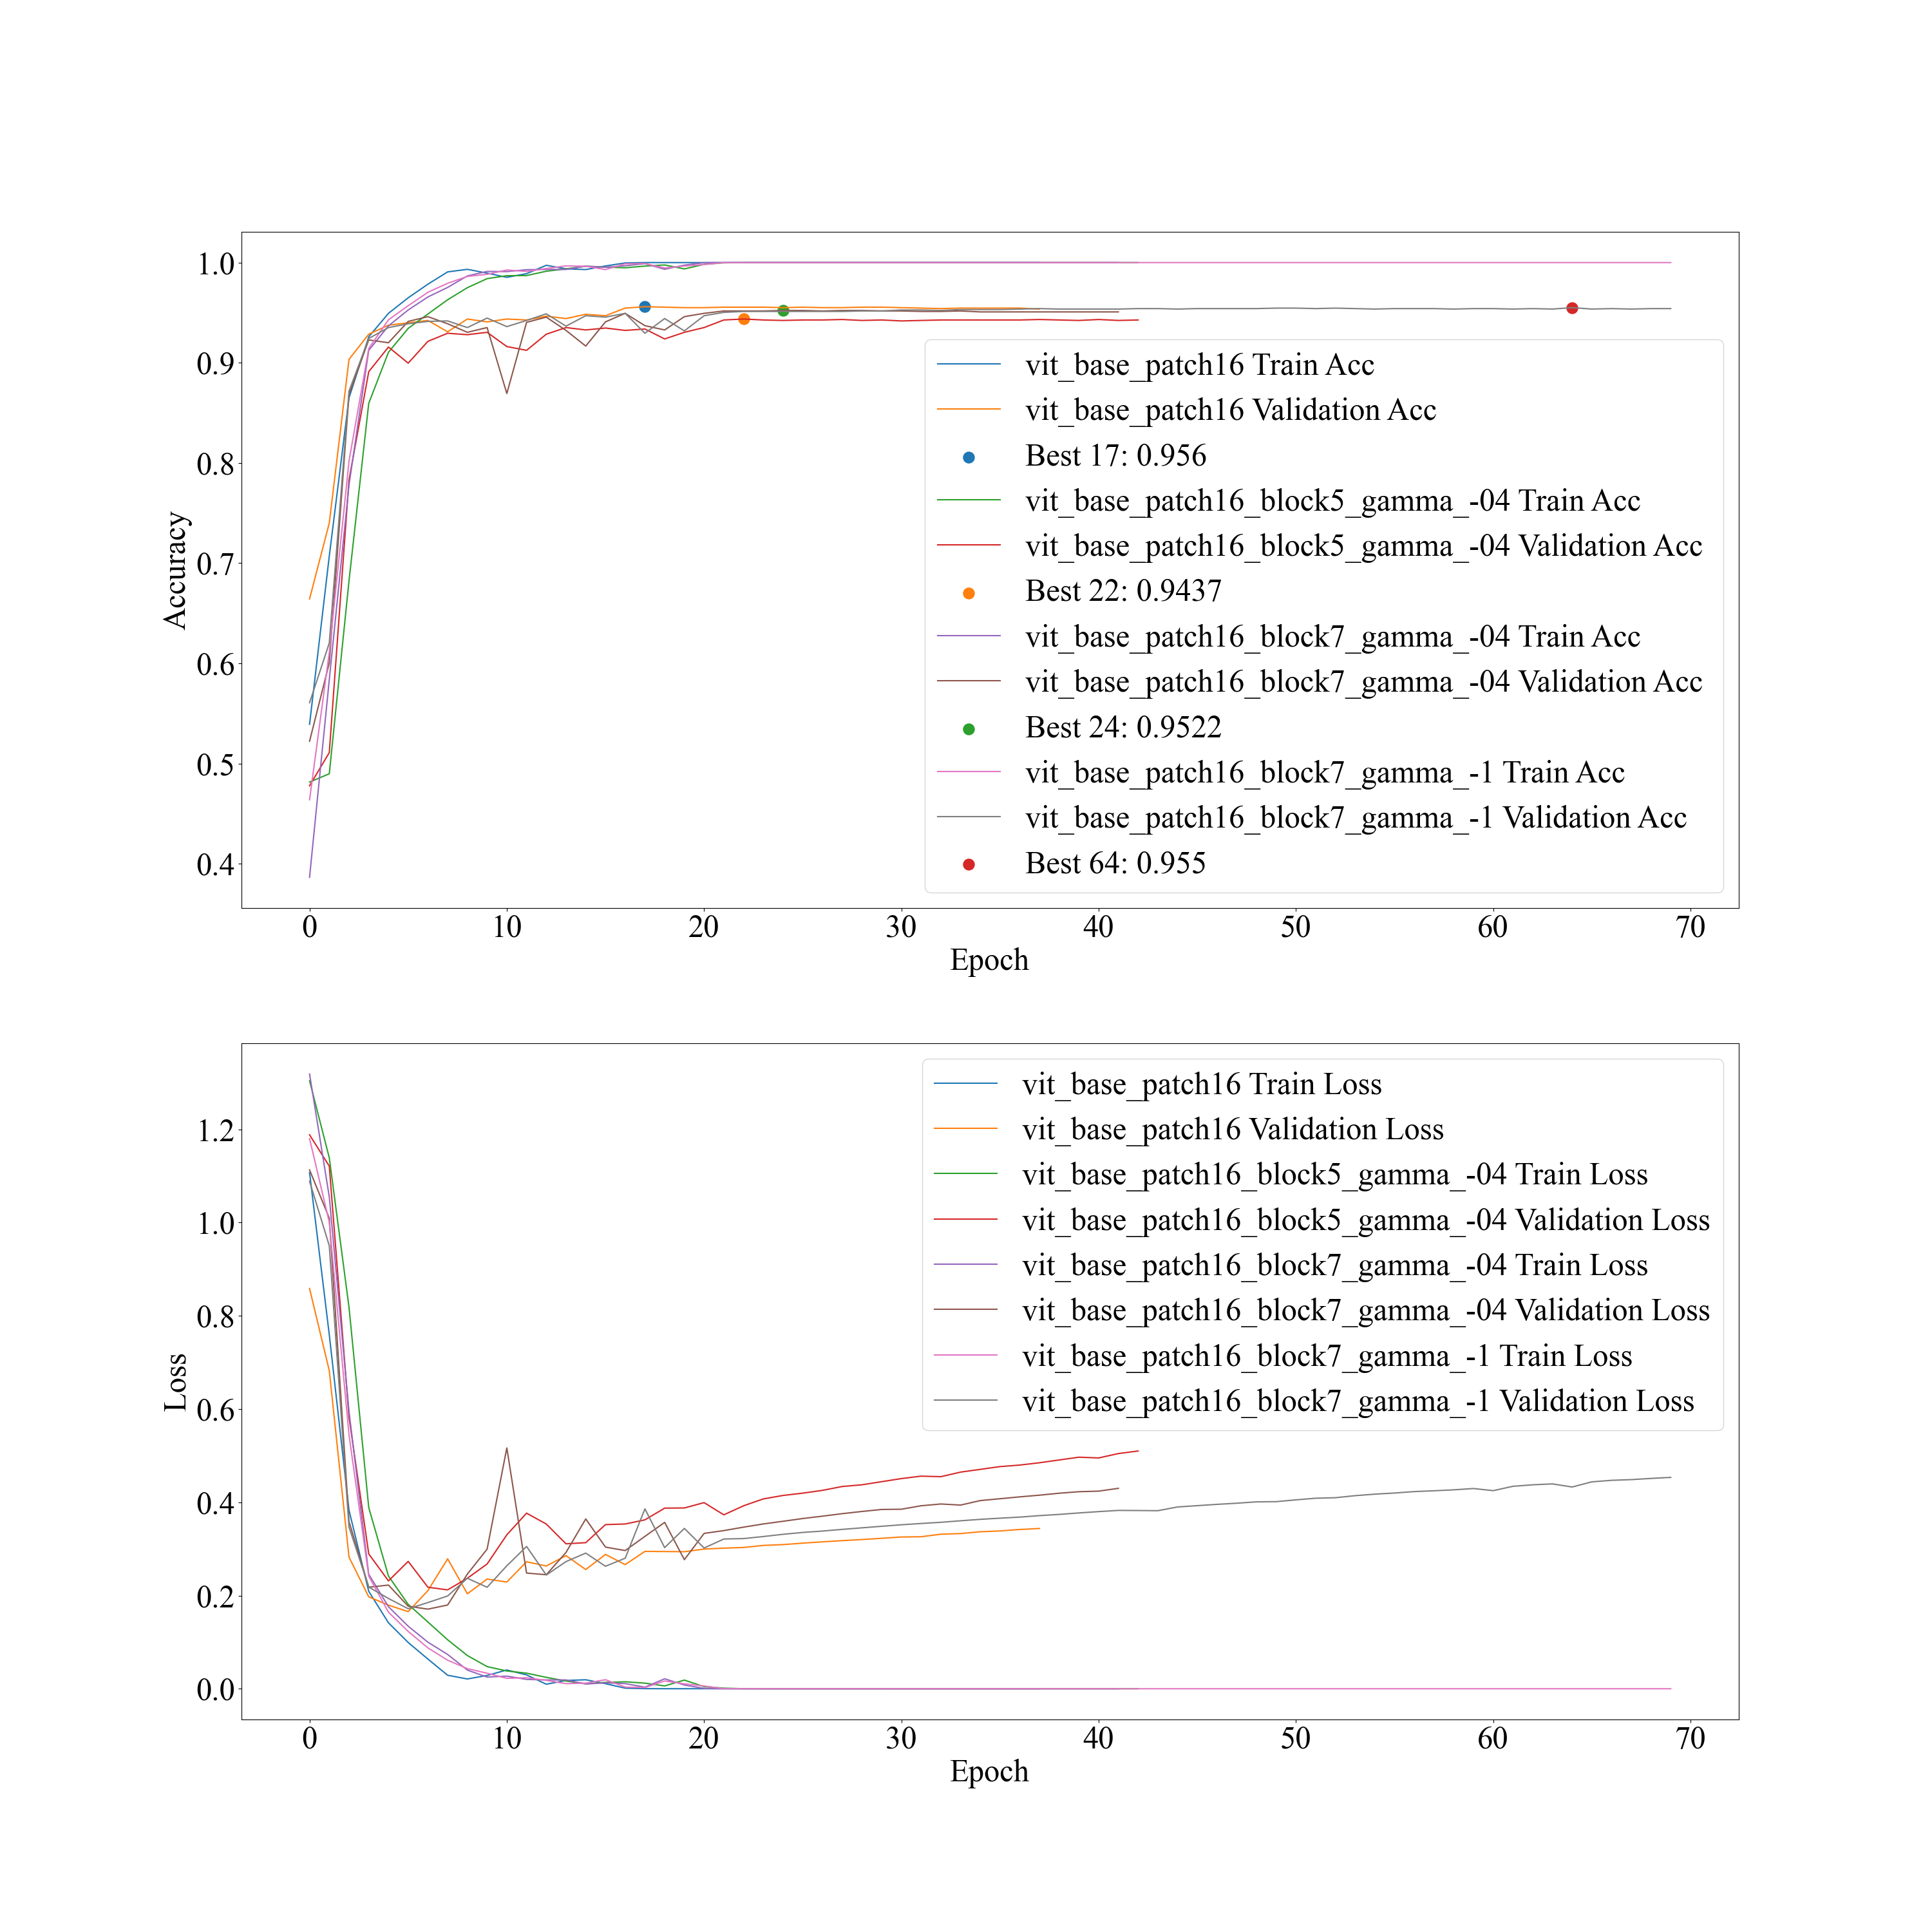 1.0
0.9
0.8
0.7
0.6
0.5
0.4
Accuracy
vit_base_patch16 Train Acc
vit_base_patch16 Validation Acc
Best 17: 0.956
vit_base_patch16_block5_gamma_-04 Train Acc
vit_base_patch16_block5_gamma_-04 Validation Acc
Best 22: 0.9437
vit_base_patch16_block7_gamma_-04 Train Acc
vit_base_patch16_block7_gamma_-04 Validation Acc
Best 24: 0.9522
vit_base_patch16_block7_gamma_-1 Train Acc
vit_base_patch16_block7_gamma_-1 Validation Acc
Best 64: 0.955
0 10 20 30 40 50 60 70
Epoch
1.2
1.0
0.8
0.6
0.4
0.2
0.0
Loss
vit_base_patch16 Train Loss
vit_base_patch16 Validation Loss
vit_base_patch16_block5_gamma_-04 Train Loss
vit_base_patch16_block5_gamma_-04 Validation Loss
vit_base_patch16_block7_gamma_-04 Train Loss
vit_base_patch16_block7_gamma_-04 Validation Loss
vit_base_patch16_block7_gamma_-1 Train Loss
vit_base_patch16_block7_gamma_-1 Validation Loss
0 10 20 30 40 50 60 70
Epoch